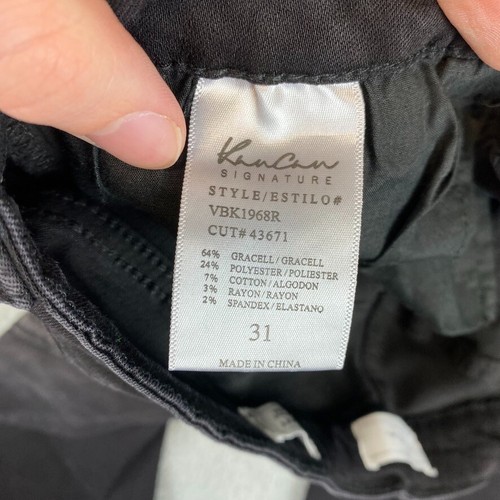 KanCan
SIGNATURE
STYLE/ESTILO#
VBK1968R
CUT# 43671
64% GRACELL/GRACELL
24% POLYESTER/POLIESTER
7% COTTON/ALGODON
3% RAYON/RAYON
2% SPANDEX/ELASTANO
31
MADE IN CHINA